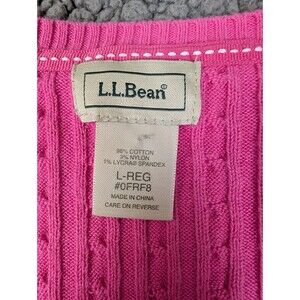 L.L.Bean®
96% COTTON
3% NYLON
1% LYCRA® SPANDEX
L-REG
#0FRF8
MADE IN CHINA
CARE ON REVERSE